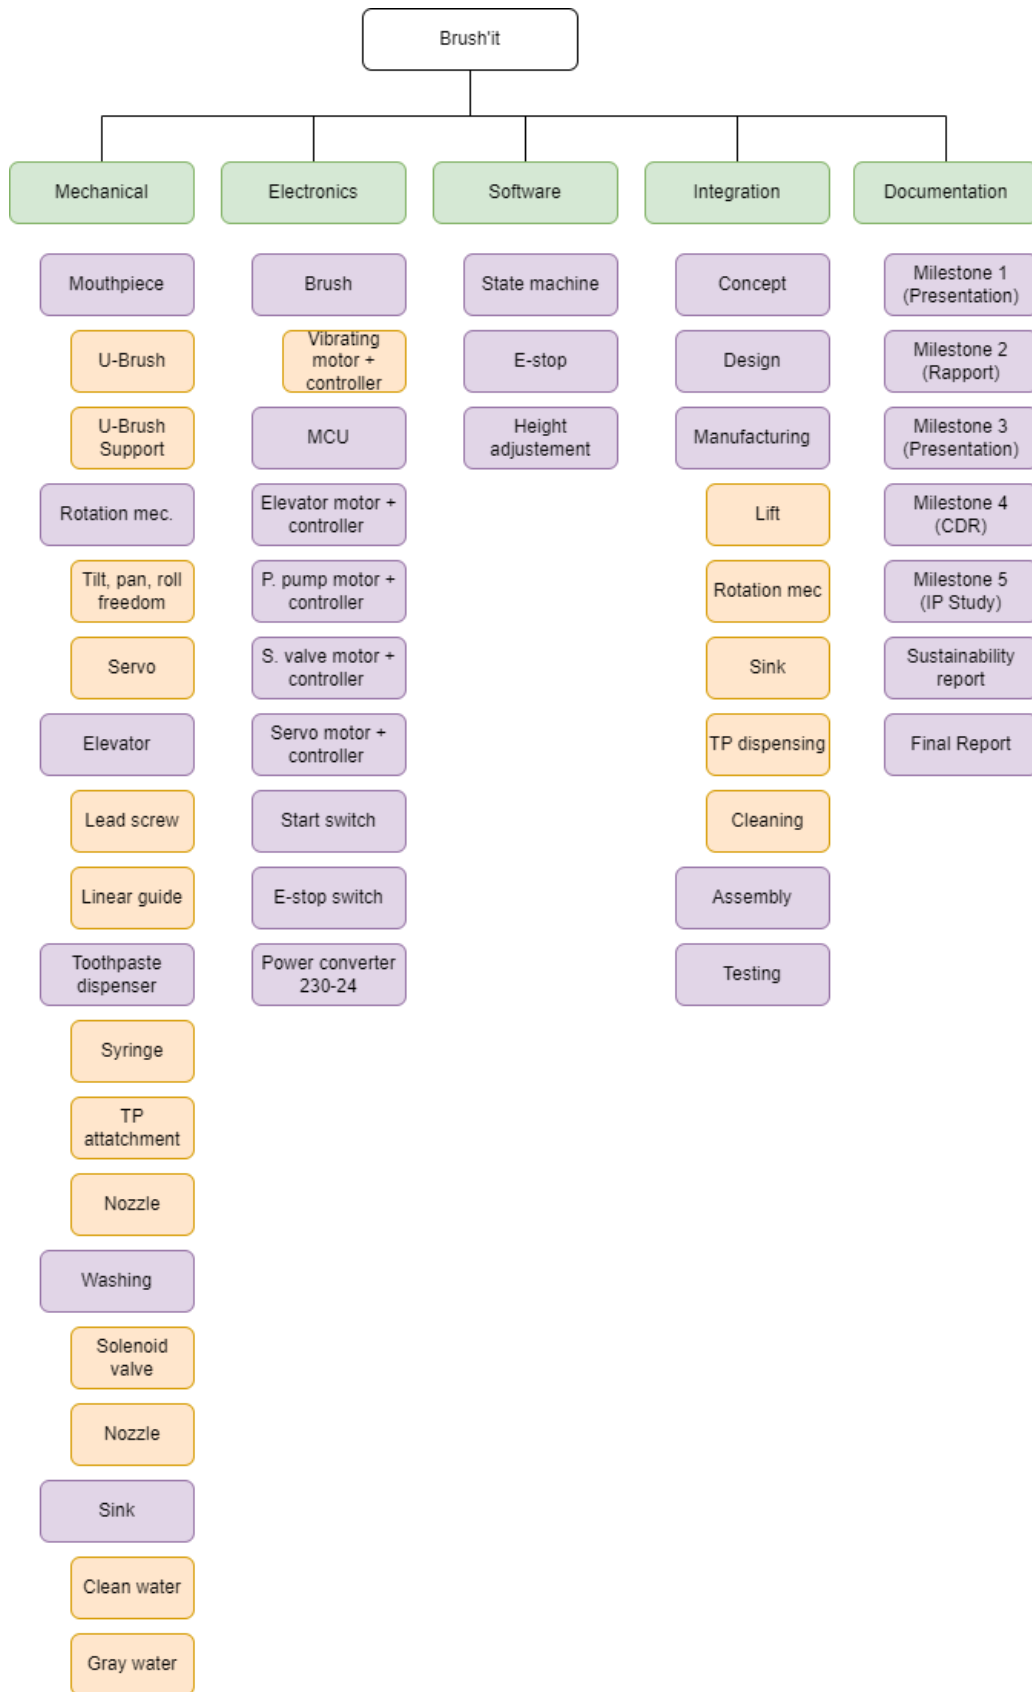 Brush'it
Mechanical
Electronics
Software
Integration
Documentation
Mouthpiece
U-Brush
U-Brush
Support
Rotation mec.
Tilt, pan, roll
freedom
Servo
Elevator
Lead screw
Linear guide
Toothpaste
dispenser
Syringe
TP
attatchment
Nozzle
Washing
Solenoid
valve
Nozzle
Sink
Clean water
Gray water
Brush
Vibrating
motor +
controller
MCU
Elevator motor +
controller
P. pump motor +
controller
S. valve motor +
controller
Servo motor +
controller
Start switch
E-stop switch
Power converter
230-24
State machine
E-stop
Height
adjustement
Concept
Design
Manufacturing
Lift
Rotation mec
Sink
TP dispensing
Cleaning
Assembly
Testing
Milestone 1
(Presentation)
Milestone 2
(Rapport)
Milestone 3
(Presentation)
Milestone 4
(CDR)
Milestone 5
(IP Study)
Sustainability
report
Final Report